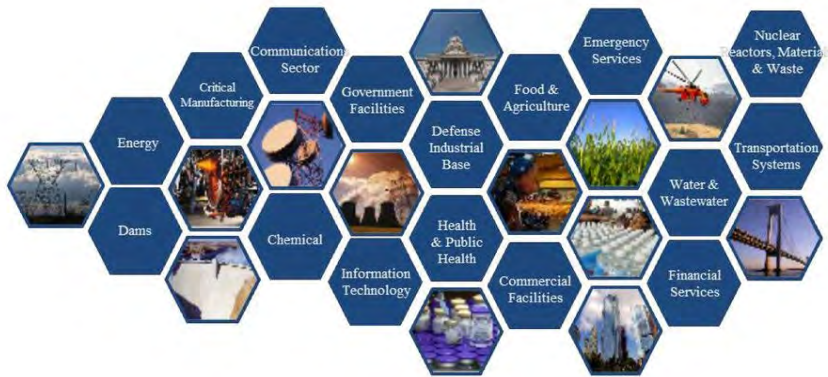 Energy
Dams
Critical
Manufacturing
Communication
Sector
Chemical
Government
Facilities
Information
Technology
Defense
Industrial
Base
Health
& Public
Health
Food &
Agriculture
Commercial
Facilities
Emergency
Services
Water &
Wastewater
Financial
Services
Nuclear
Reactors, Material
& Waste
Transportation
Systems